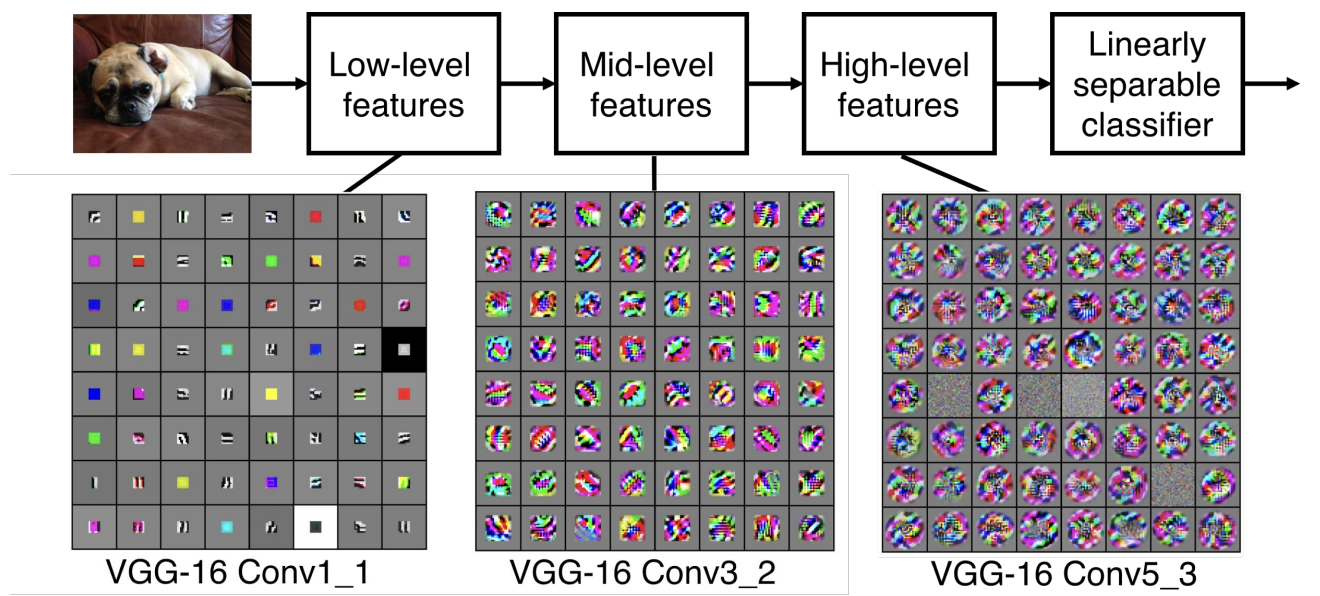 Low-level
features
Mid-level
features
High-level
features
Linearly
separable
classifier
VGG-16 Conv1_1
VGG-16 Conv3_2
VGG-16 Conv5_3